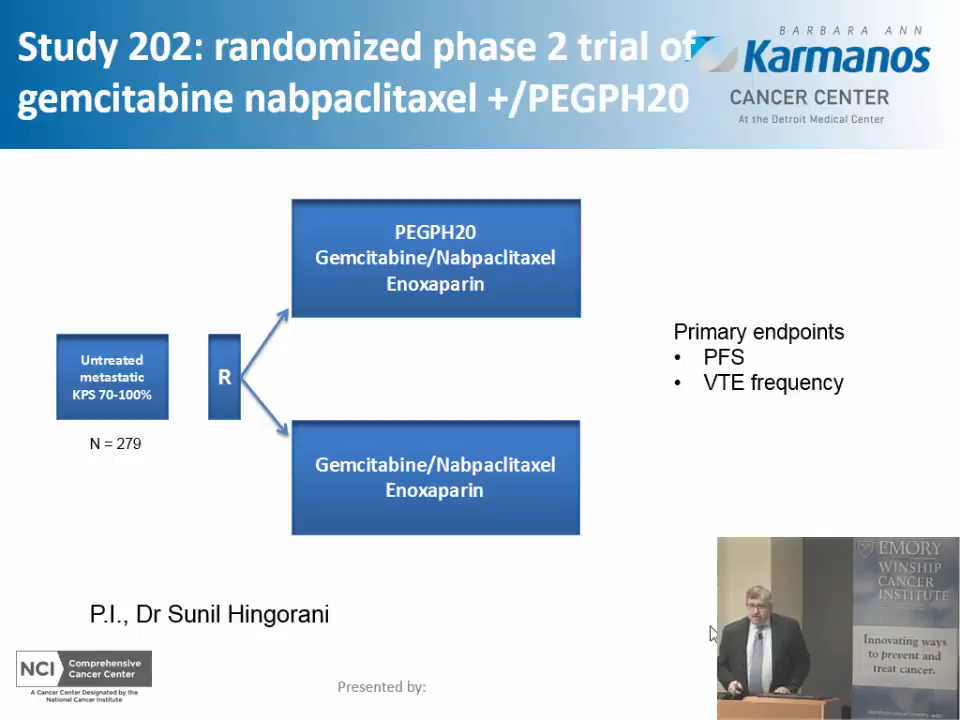 Study 202: randomized phase 2 trial of
gemcitabine nabpaclitaxel +/PEGPH20
BARBARA ANN
Karmanos
CANCER CENTER
At the Detroit Medical Center
PEGPH20
Gemcitabine/Nabpaclitaxel
Enoxaparin
Untreated
metastatic
KPS 70-100%
R
N = 279
Primary endpoints
• PFS
• VTE frequency
Gemcitabine/Nabpaclitaxel
Enoxaparin
P.I., Dr Sunil Hingorani
NCI
Comprehensive
Cancer Center
A Cancer Center Designated by the
National Cancer Institute
Presented by:
EMORY
WINSHIP
CANCER
INSTITUTE
Innovating ways
to prevent and
treat cancer.